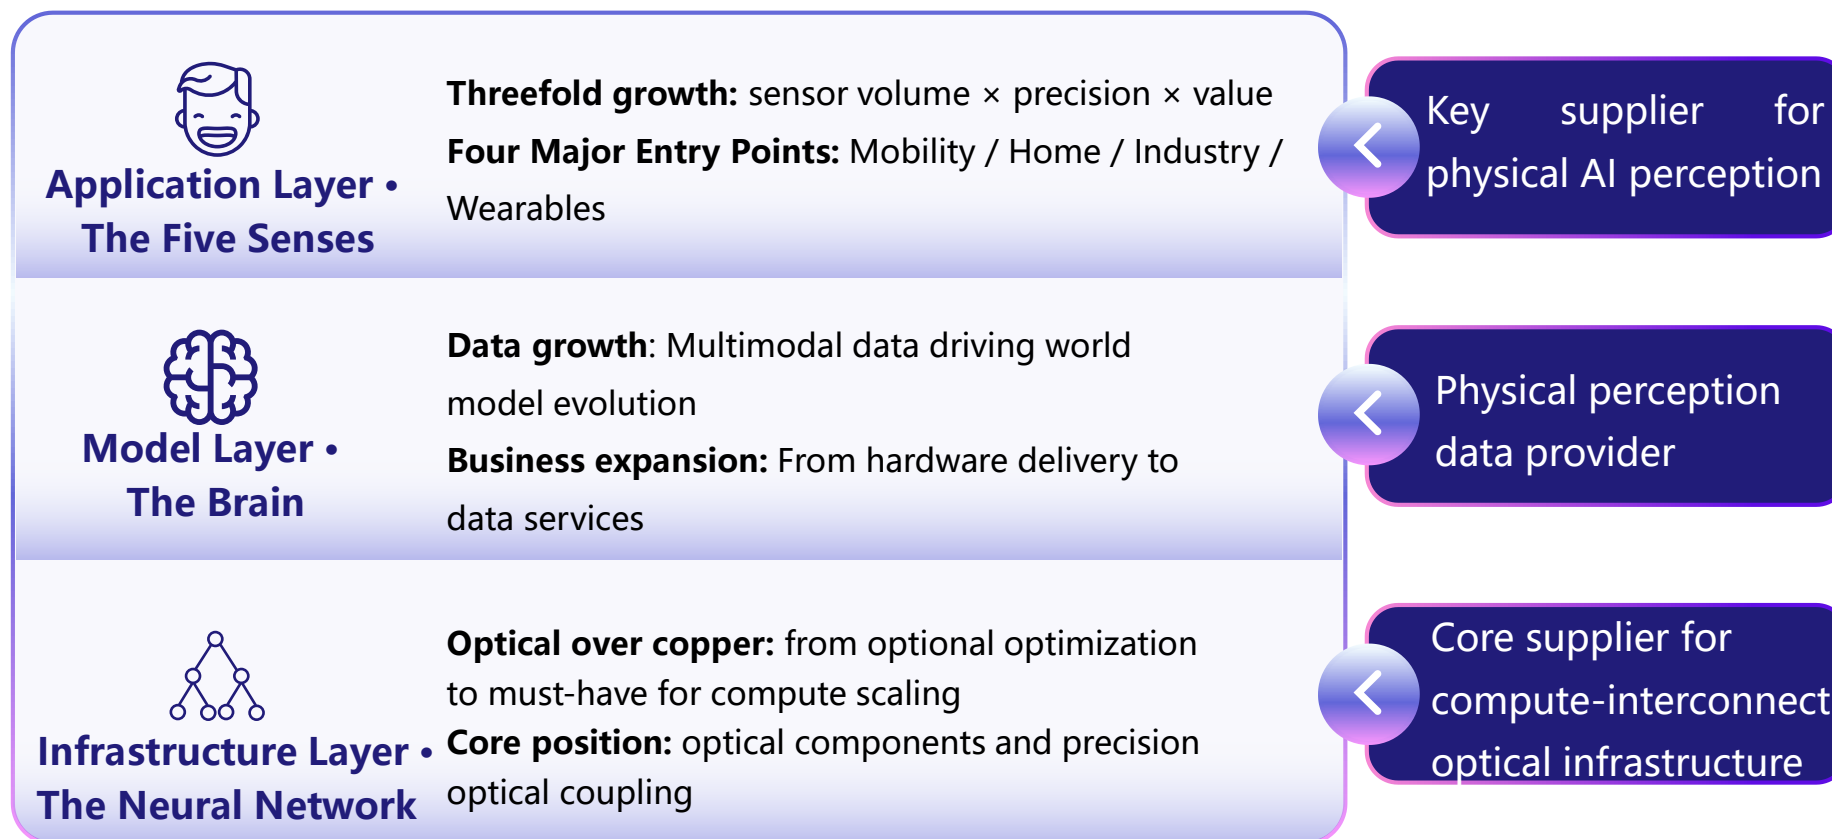 Application Layer •
The Five Senses
Threefold growth: sensor volume × precision × value
Four Major Entry Points: Mobility / Home / Industry /
Wearables
Key supplier for
physical AI perception
Model Layer •
The Brain
Data growth: Multimodal data driving world
model evolution
Business expansion: From hardware delivery to
data services
Physical perception
data provider
Infrastructure Layer •
The Neural Network
Optical over copper: from optional optimization
to must-have for compute scaling
Core position: optical components and precision
optical coupling
Core supplier for
compute-interconnect
optical infrastructure